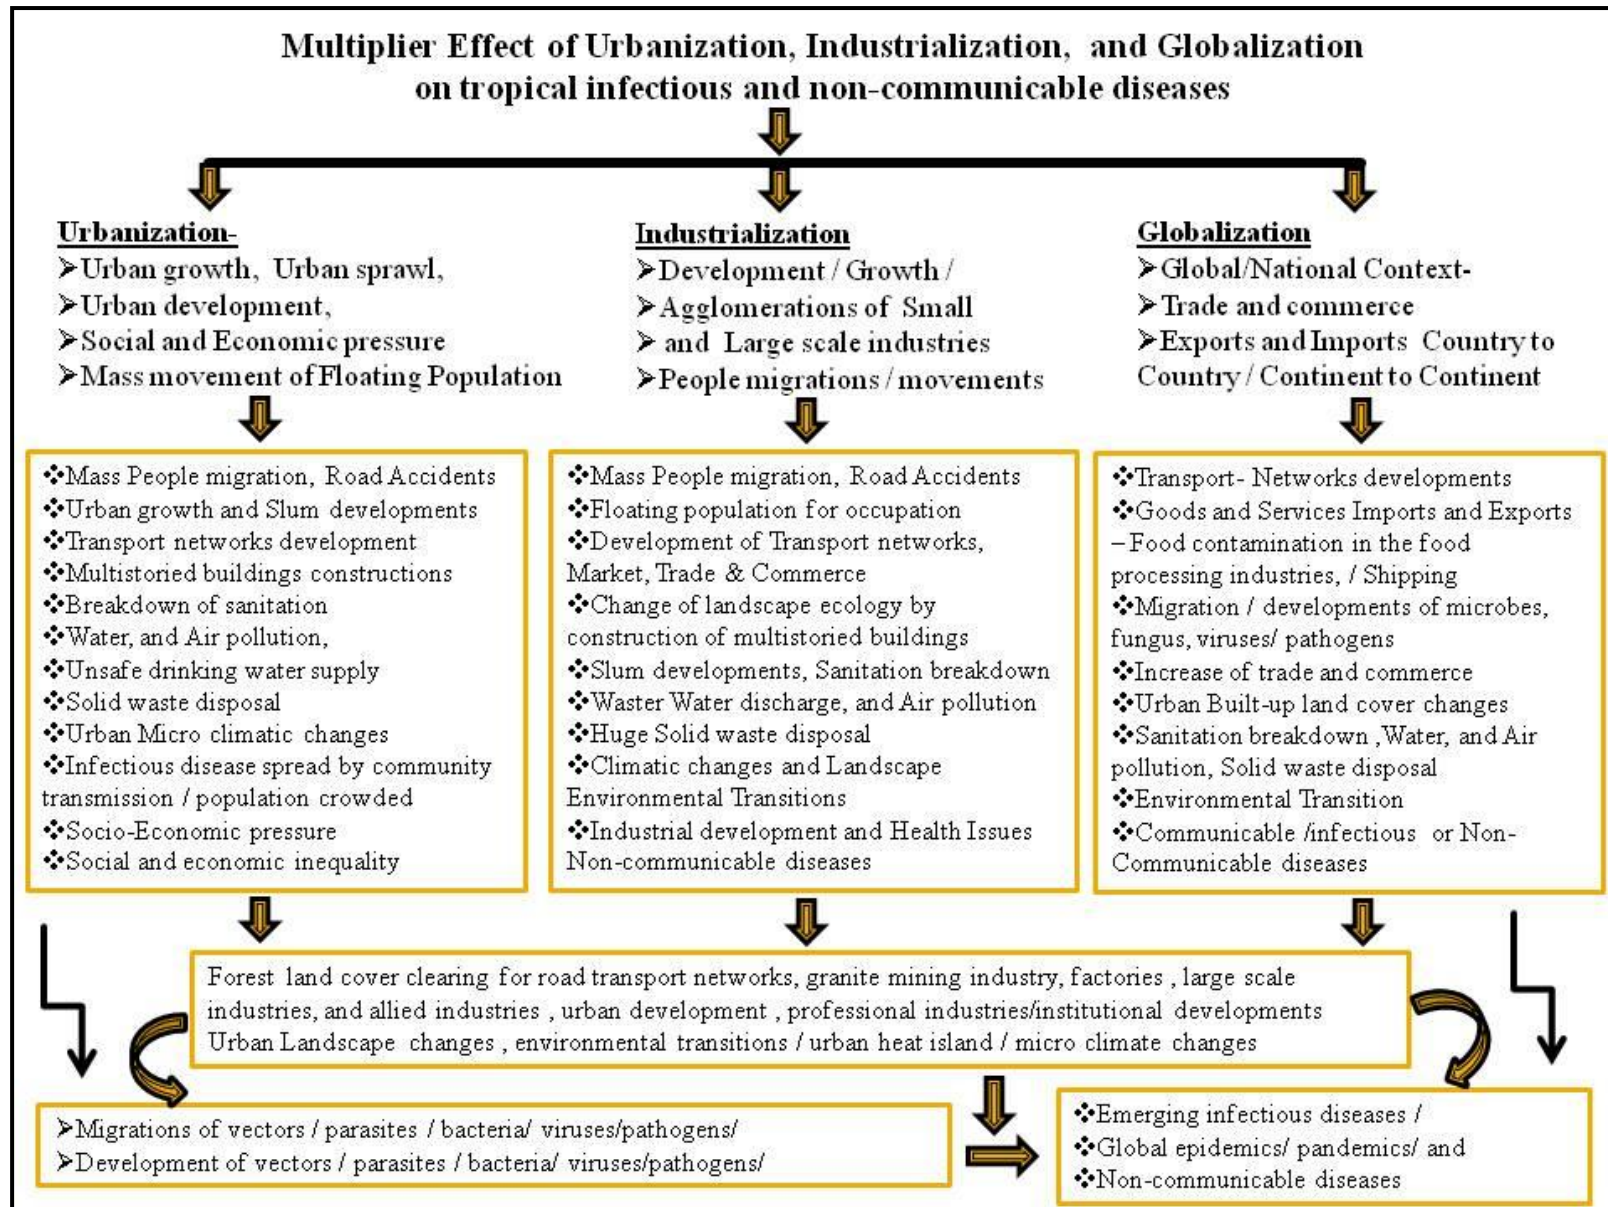 Multiplier Effect of Urbanization, Industrialization, and Globalization
on tropical infectious and non-communicable diseases
Urbanization-
➢Urban growth, Urban sprawl,
➢Urban development,
➢Social and Economic pressure
➢Mass movement of Floating Population
Industrialization
➢Development / Growth /
➢Agglomerations of Small
➢ and Large scale industries
➢People migrations / movements
Globalization
➢Global/National Context-
➢Trade and commerce
➢Exports and Imports Country to
Country / Continent to Continent
❖Mass People migration, Road Accidents
❖Urban growth and Slum developments
❖Transport networks development
❖Multistoried buildings constructions
❖Breakdown of sanitation
❖Water, and Air pollution,
❖Unsafe drinking water supply
❖Solid waste disposal
❖Urban Micro climatic changes
❖Infectious disease spread by community
transmission / population crowded
❖Socio-Economic pressure
❖Social and economic inequality
❖Mass People migration, Road Accidents
❖Floating population for occupation
❖Development of Transport networks,
Market, Trade & Commerce
❖Change of landscape ecology by
construction of multistoried buildings
❖Slum developments, Sanitation breakdown
❖Waster Water discharge, and Air pollution
❖Huge Solid waste disposal
❖Climatic changes and Landscape
Environmental Transitions
❖Industrial development and Health Issues
Non-communicable diseases
❖Transport- Networks developments
❖Goods and Services Imports and Exports
– Food contamination in the food
processing industries, / Shipping
❖Migration / developments of microbes,
fungus, viruses/ pathogens
❖Increase of trade and commerce
❖Urban Built-up land cover changes
❖Sanitation breakdown ,Water, and Air
pollution, Solid waste disposal
❖Environmental Transition
❖Communicable /infectious or Non-
Communicable diseases
Forest land cover clearing for road transport networks, granite mining industry, factories , large scale
industries, and allied industries , urban development , professional industries/institutional developments
Urban Landscape changes , environmental transitions / urban heat island / micro climate changes
➢Migrations of vectors / parasites / bacteria/ viruses/pathogens/
➢Development of vectors / parasites / bacteria/ viruses/pathogens/
❖Emerging infectious diseases /
❖Global epidemics/ pandemics/ and
❖Non-communicable diseases